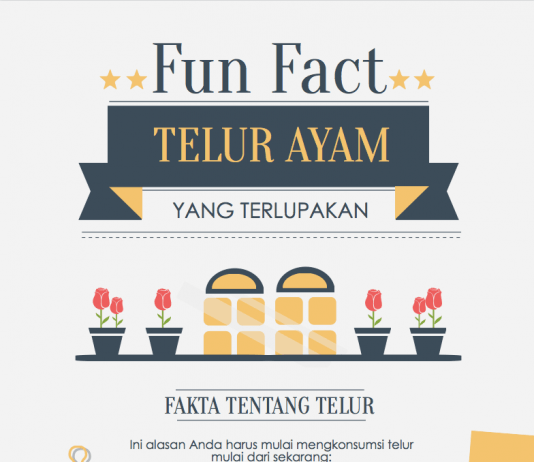 Fun Fact
TELUR AYAM
YANG TERLUPAKAN
FAKTA TENTANG TELUR
Ini alasan Anda harus mulai mengkonsumsi telur
mulai dari sekarang: